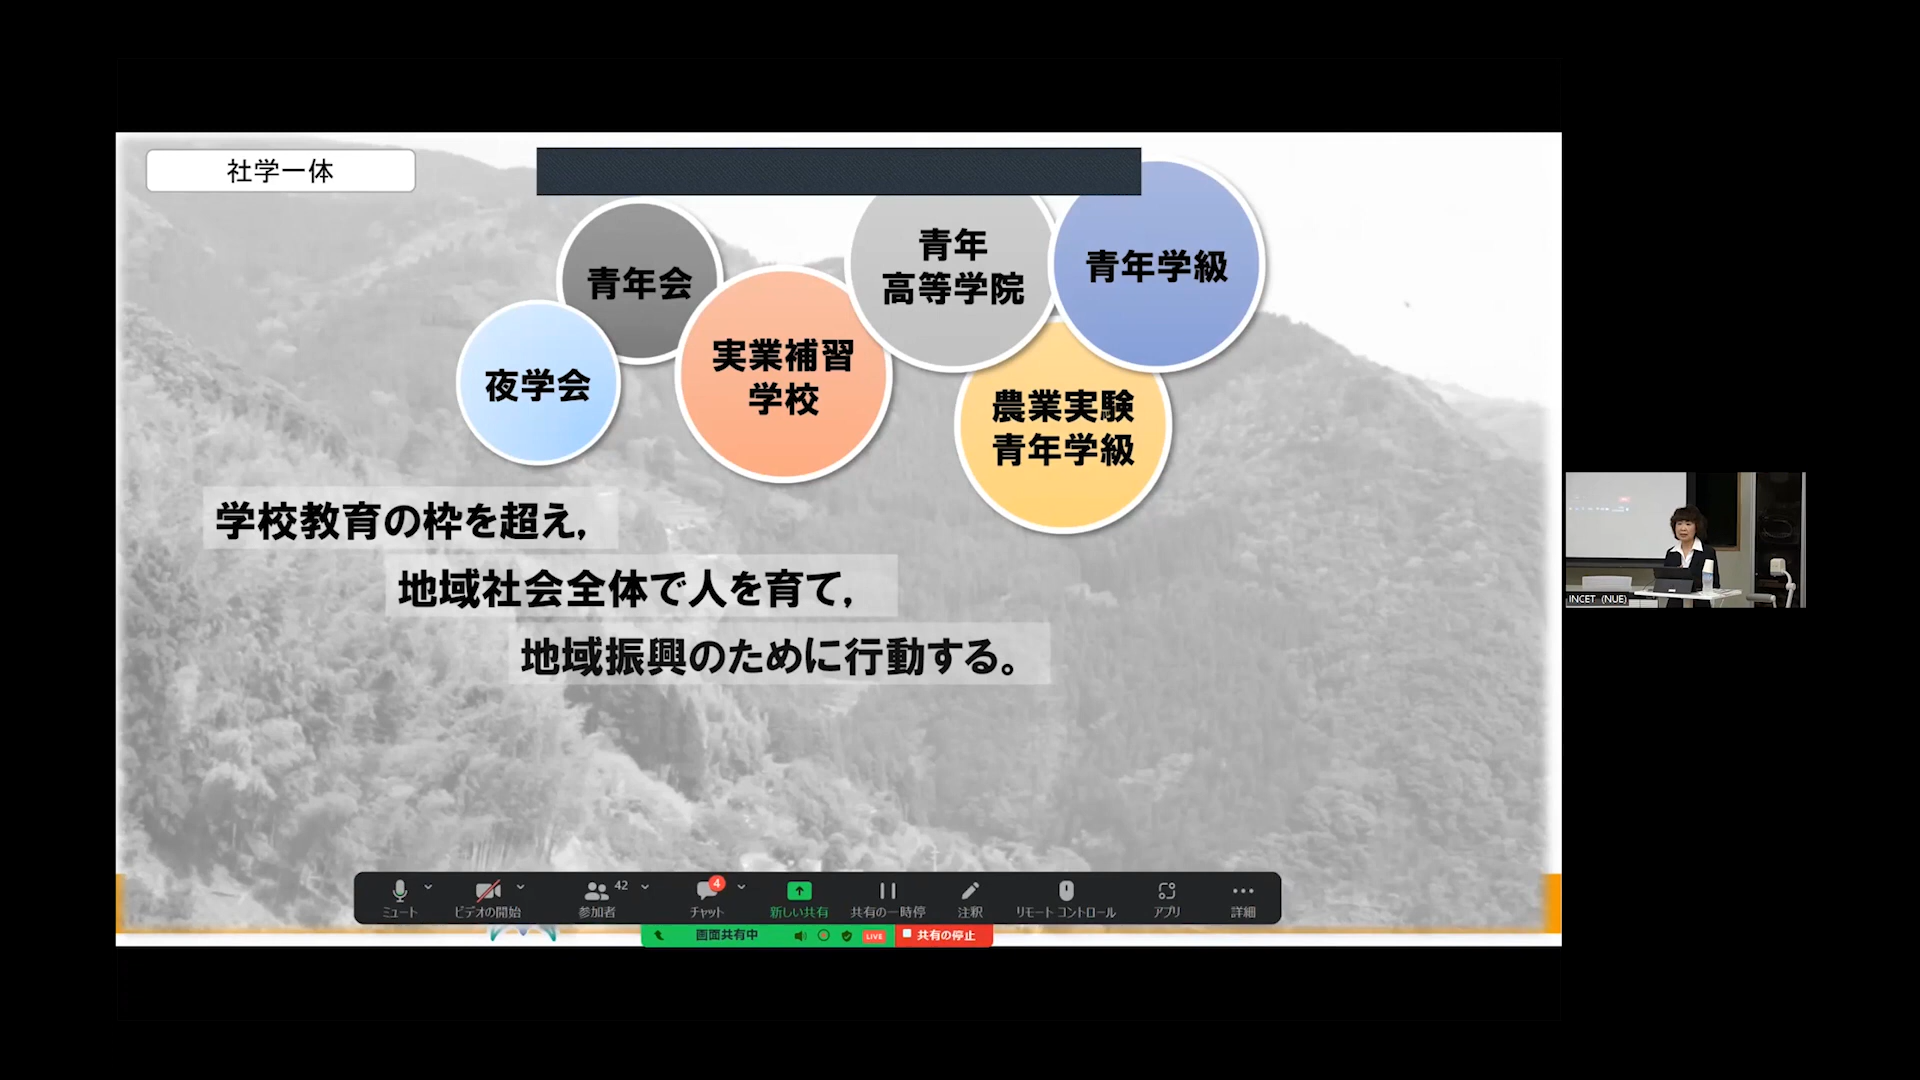 社学一体
青年会
青年
高等学院
青年学級
夜学会
実業補習
学校
農業実験
青年学級
学校教育の枠を超え,
地域社会全体で人を育て,
地域振興のために行動する。
INCET (NUE)
ミュート
ビデオの開始
42
参加者
4
チャット
新しい共有
共有の一時停
注釈
リモート コントロール
アプリ
詳細
画面共有中
LIVE
共有の停止